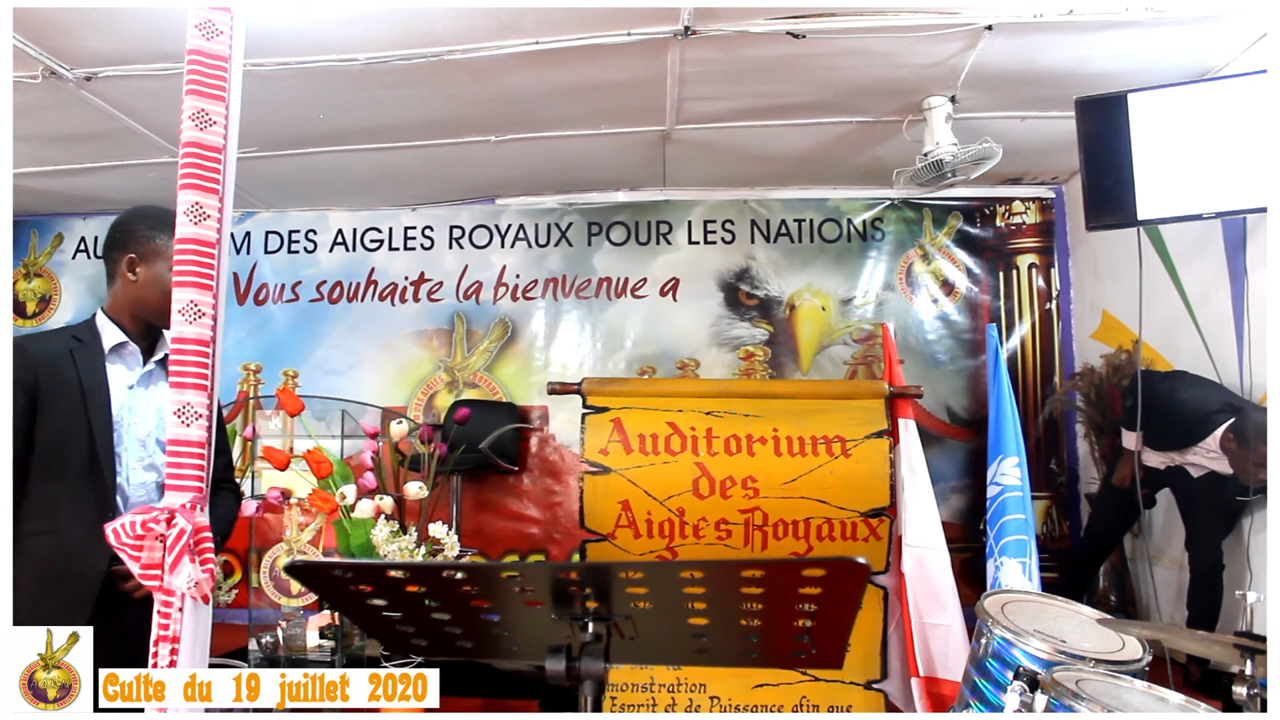 AU M DES AIGLES ROYAUX POUR LES NATIONS
Vous souhaite la bienvenue a
Auditorium
des
Aigles Royaux
monstration
l'Esprit et de Puissance afin que
Culte du 19 juillet 2020